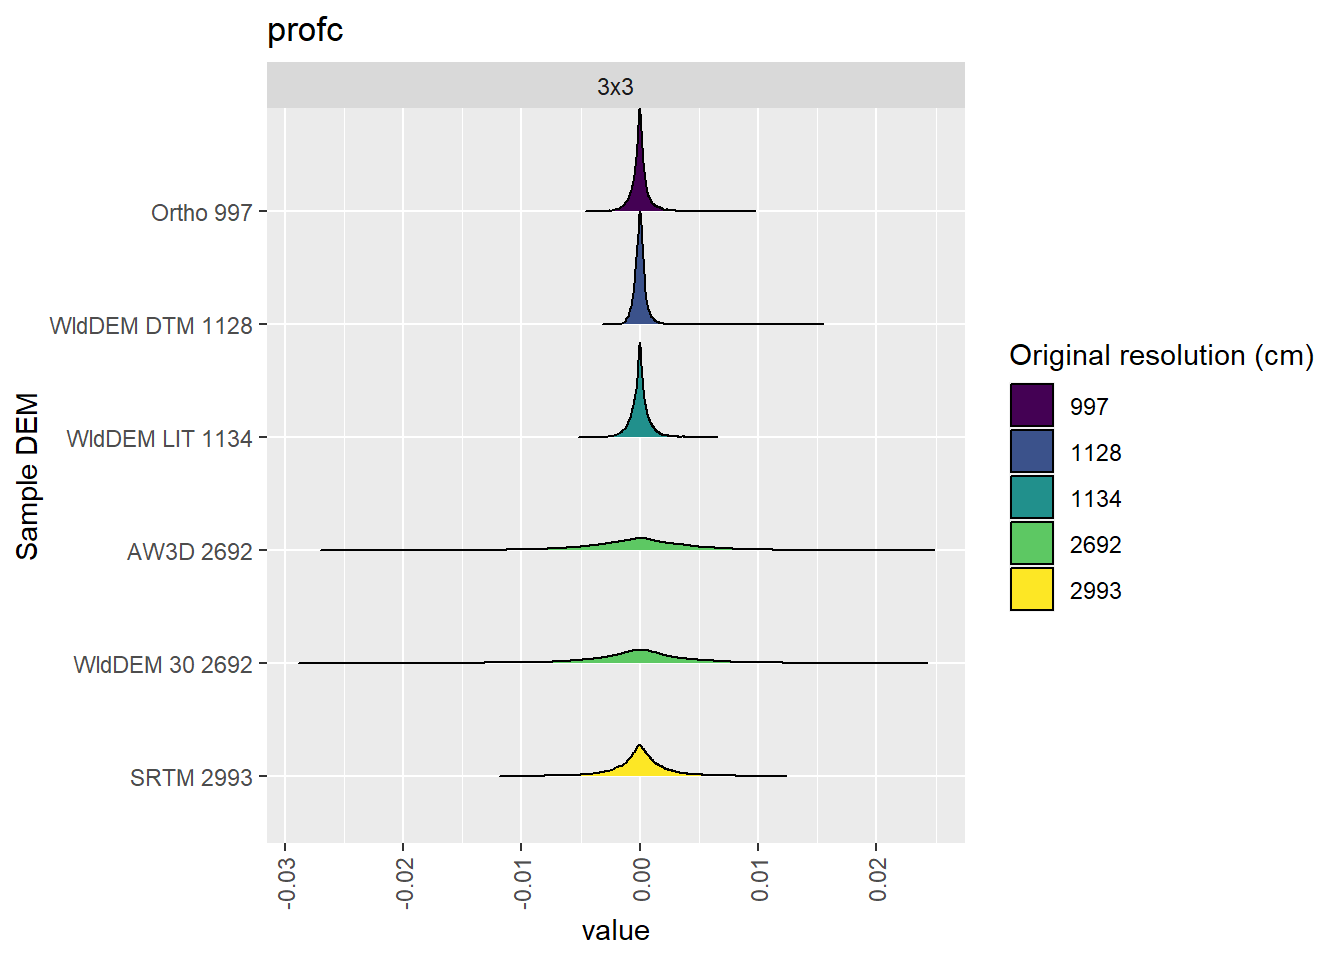 profc
3x3
Sample DEM
Ortho 997
WldDEM DTM 1128
WldDEM LIT 1134
AW3D 2692
WldDEM 30 2692
SRTM 2993
-0.03
-0.02
-0.01
0.00
0.01
0.02
value
Original resolution (cm)
997
1128
1134
2692
2993